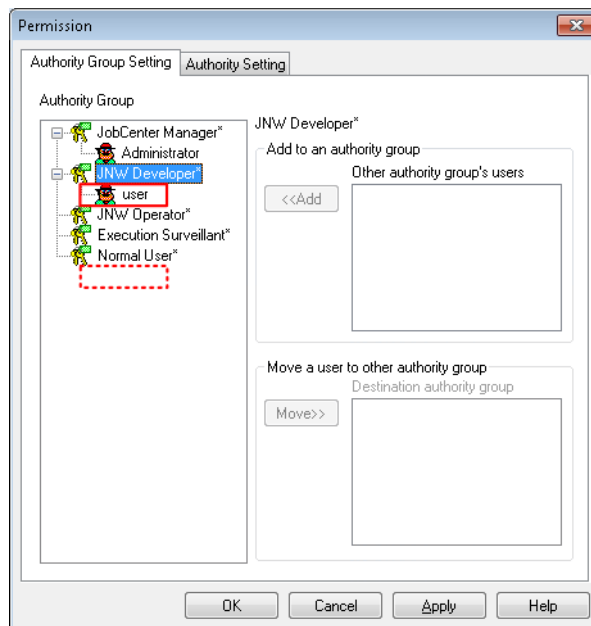 Permission
Authority Group Setting
Authority Setting
Authority Group
JobCenter Manager*
Administrator
JNW Developer*
user
JNW Operator*
Execution Surveillant*
Normal User*
JNW Developer*
Add to an authority group
Other authority group's users
<<Add
Move a user to other authority group
Destination authority group
Move>>
OK
Cancel
Apply
Help